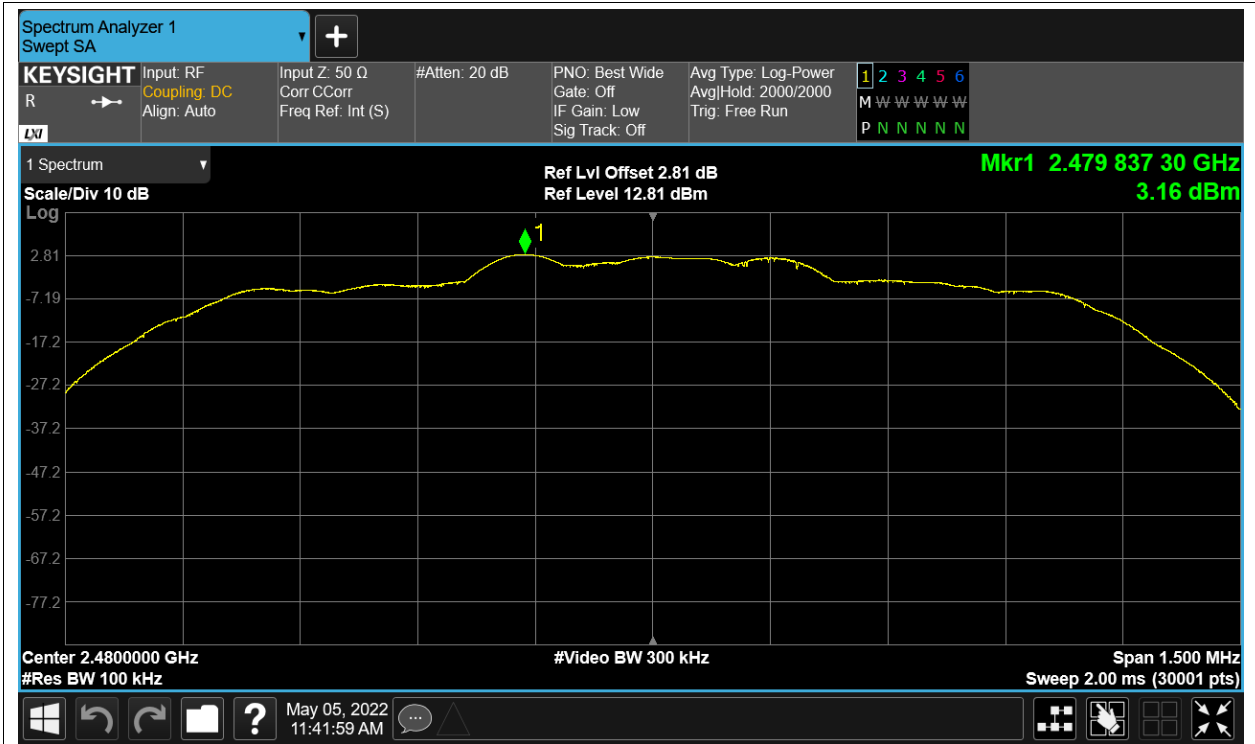 Spectrum Analyzer 1
Swept SA
KEYSIGHT
R
LXI
Input: RF
Coupling: DC
Align: Auto
Input Z: 50 Ω
Corr CCorr
Freq Ref: Int (S)
#Atten: 20 dB
PNO: Best Wide
Gate: Off
IF Gain: Low
Sig Track: Off
Avg Type: Log-Power
Avg|Hold: 2000/2000
Trig: Free Run
1 2 3 4 5 6
M W W W W W
P N N N N N
1 Spectrum
Scale/Div 10 dB
Log
Ref Lvl Offset 2.81 dB
Ref Level 12.81 dBm
Mkr1 2.479 837 30 GHz
3.16 dBm
1
2.81
-7.19
-17.2
-27.2
-37.2
-47.2
-57.2
-67.2
-77.2
Center 2.4800000 GHz
#Video BW 300 kHz
Span 1.500 MHz
#Res BW 100 kHz
Sweep 2.00 ms (30001 pts)
?
May 05, 2022
11:41:59 AM